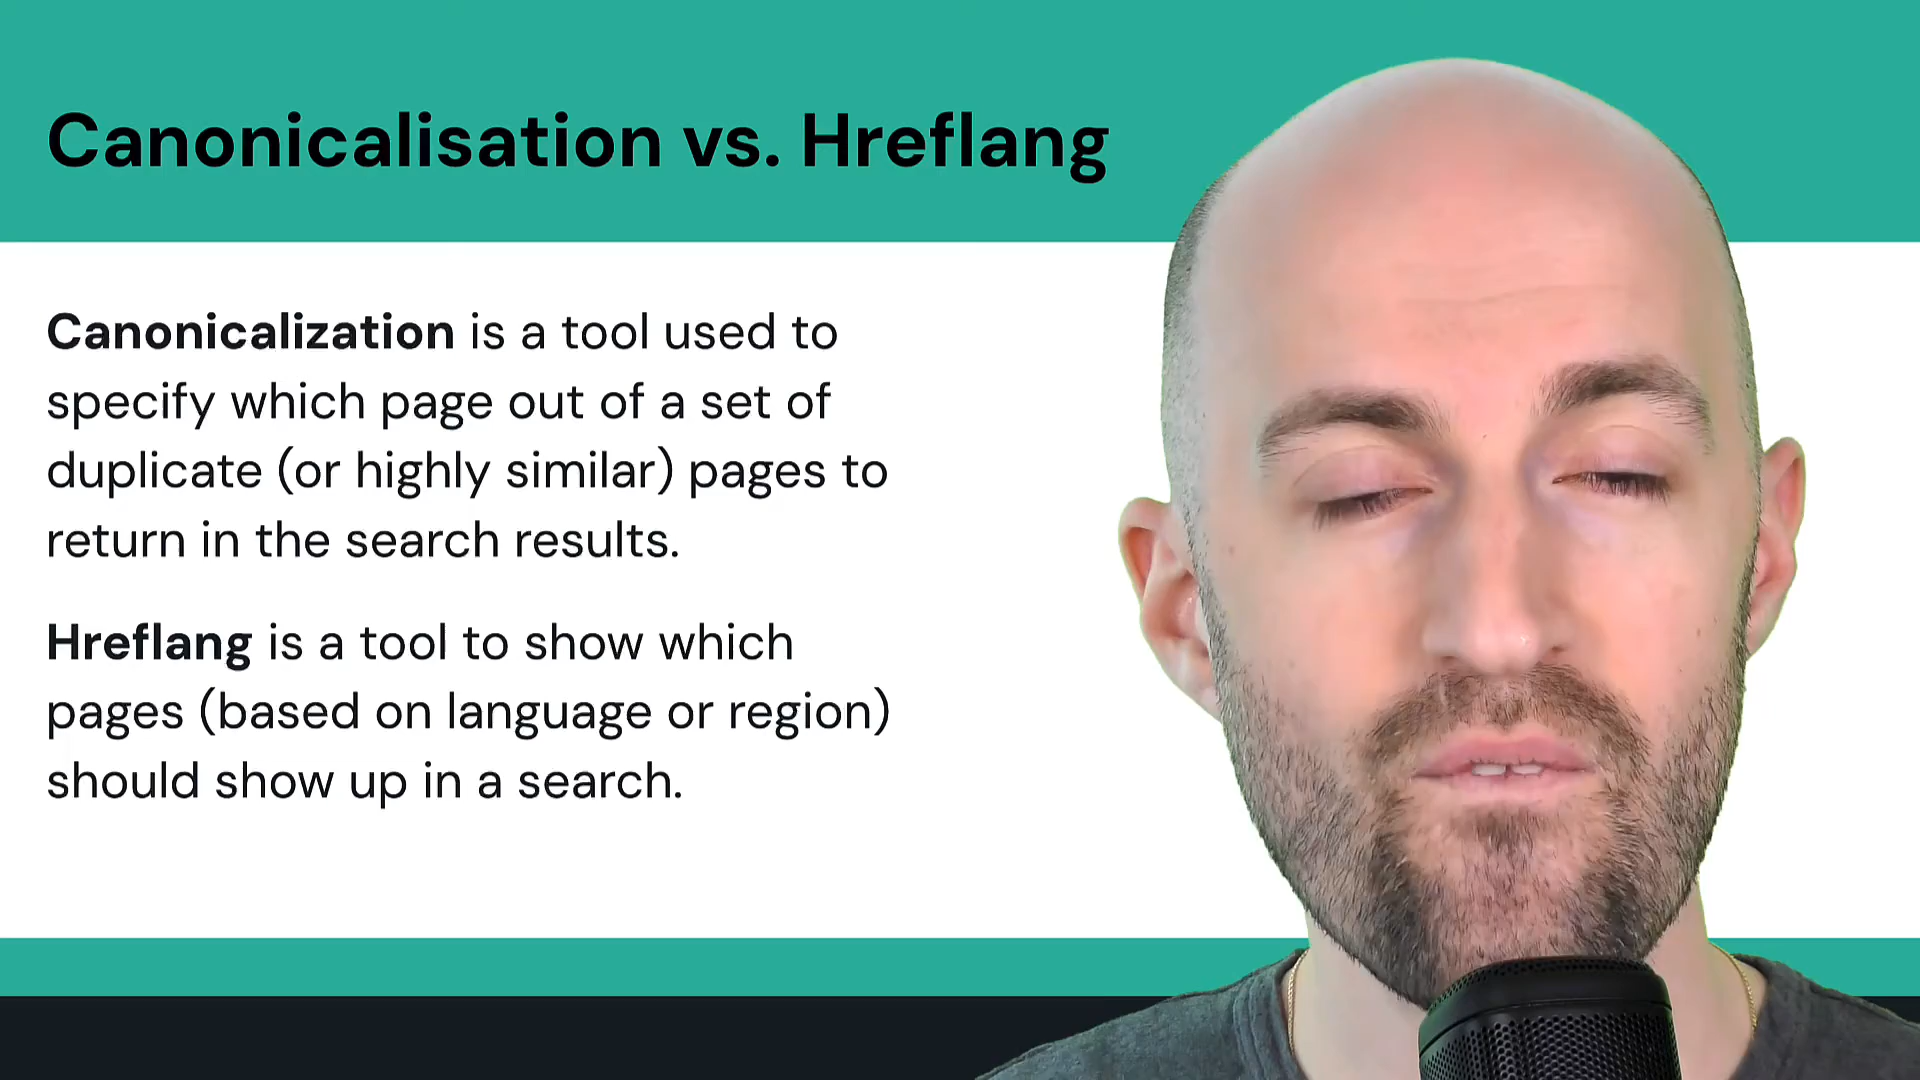 Canonicalisation vs. Hreflang
Canonicalization is a tool used to
specify which page out of a set of
duplicate (or highly similar) pages to
return in the search results.
Hreflang is a tool to show which
pages (based on language or region)
should show up in a search.